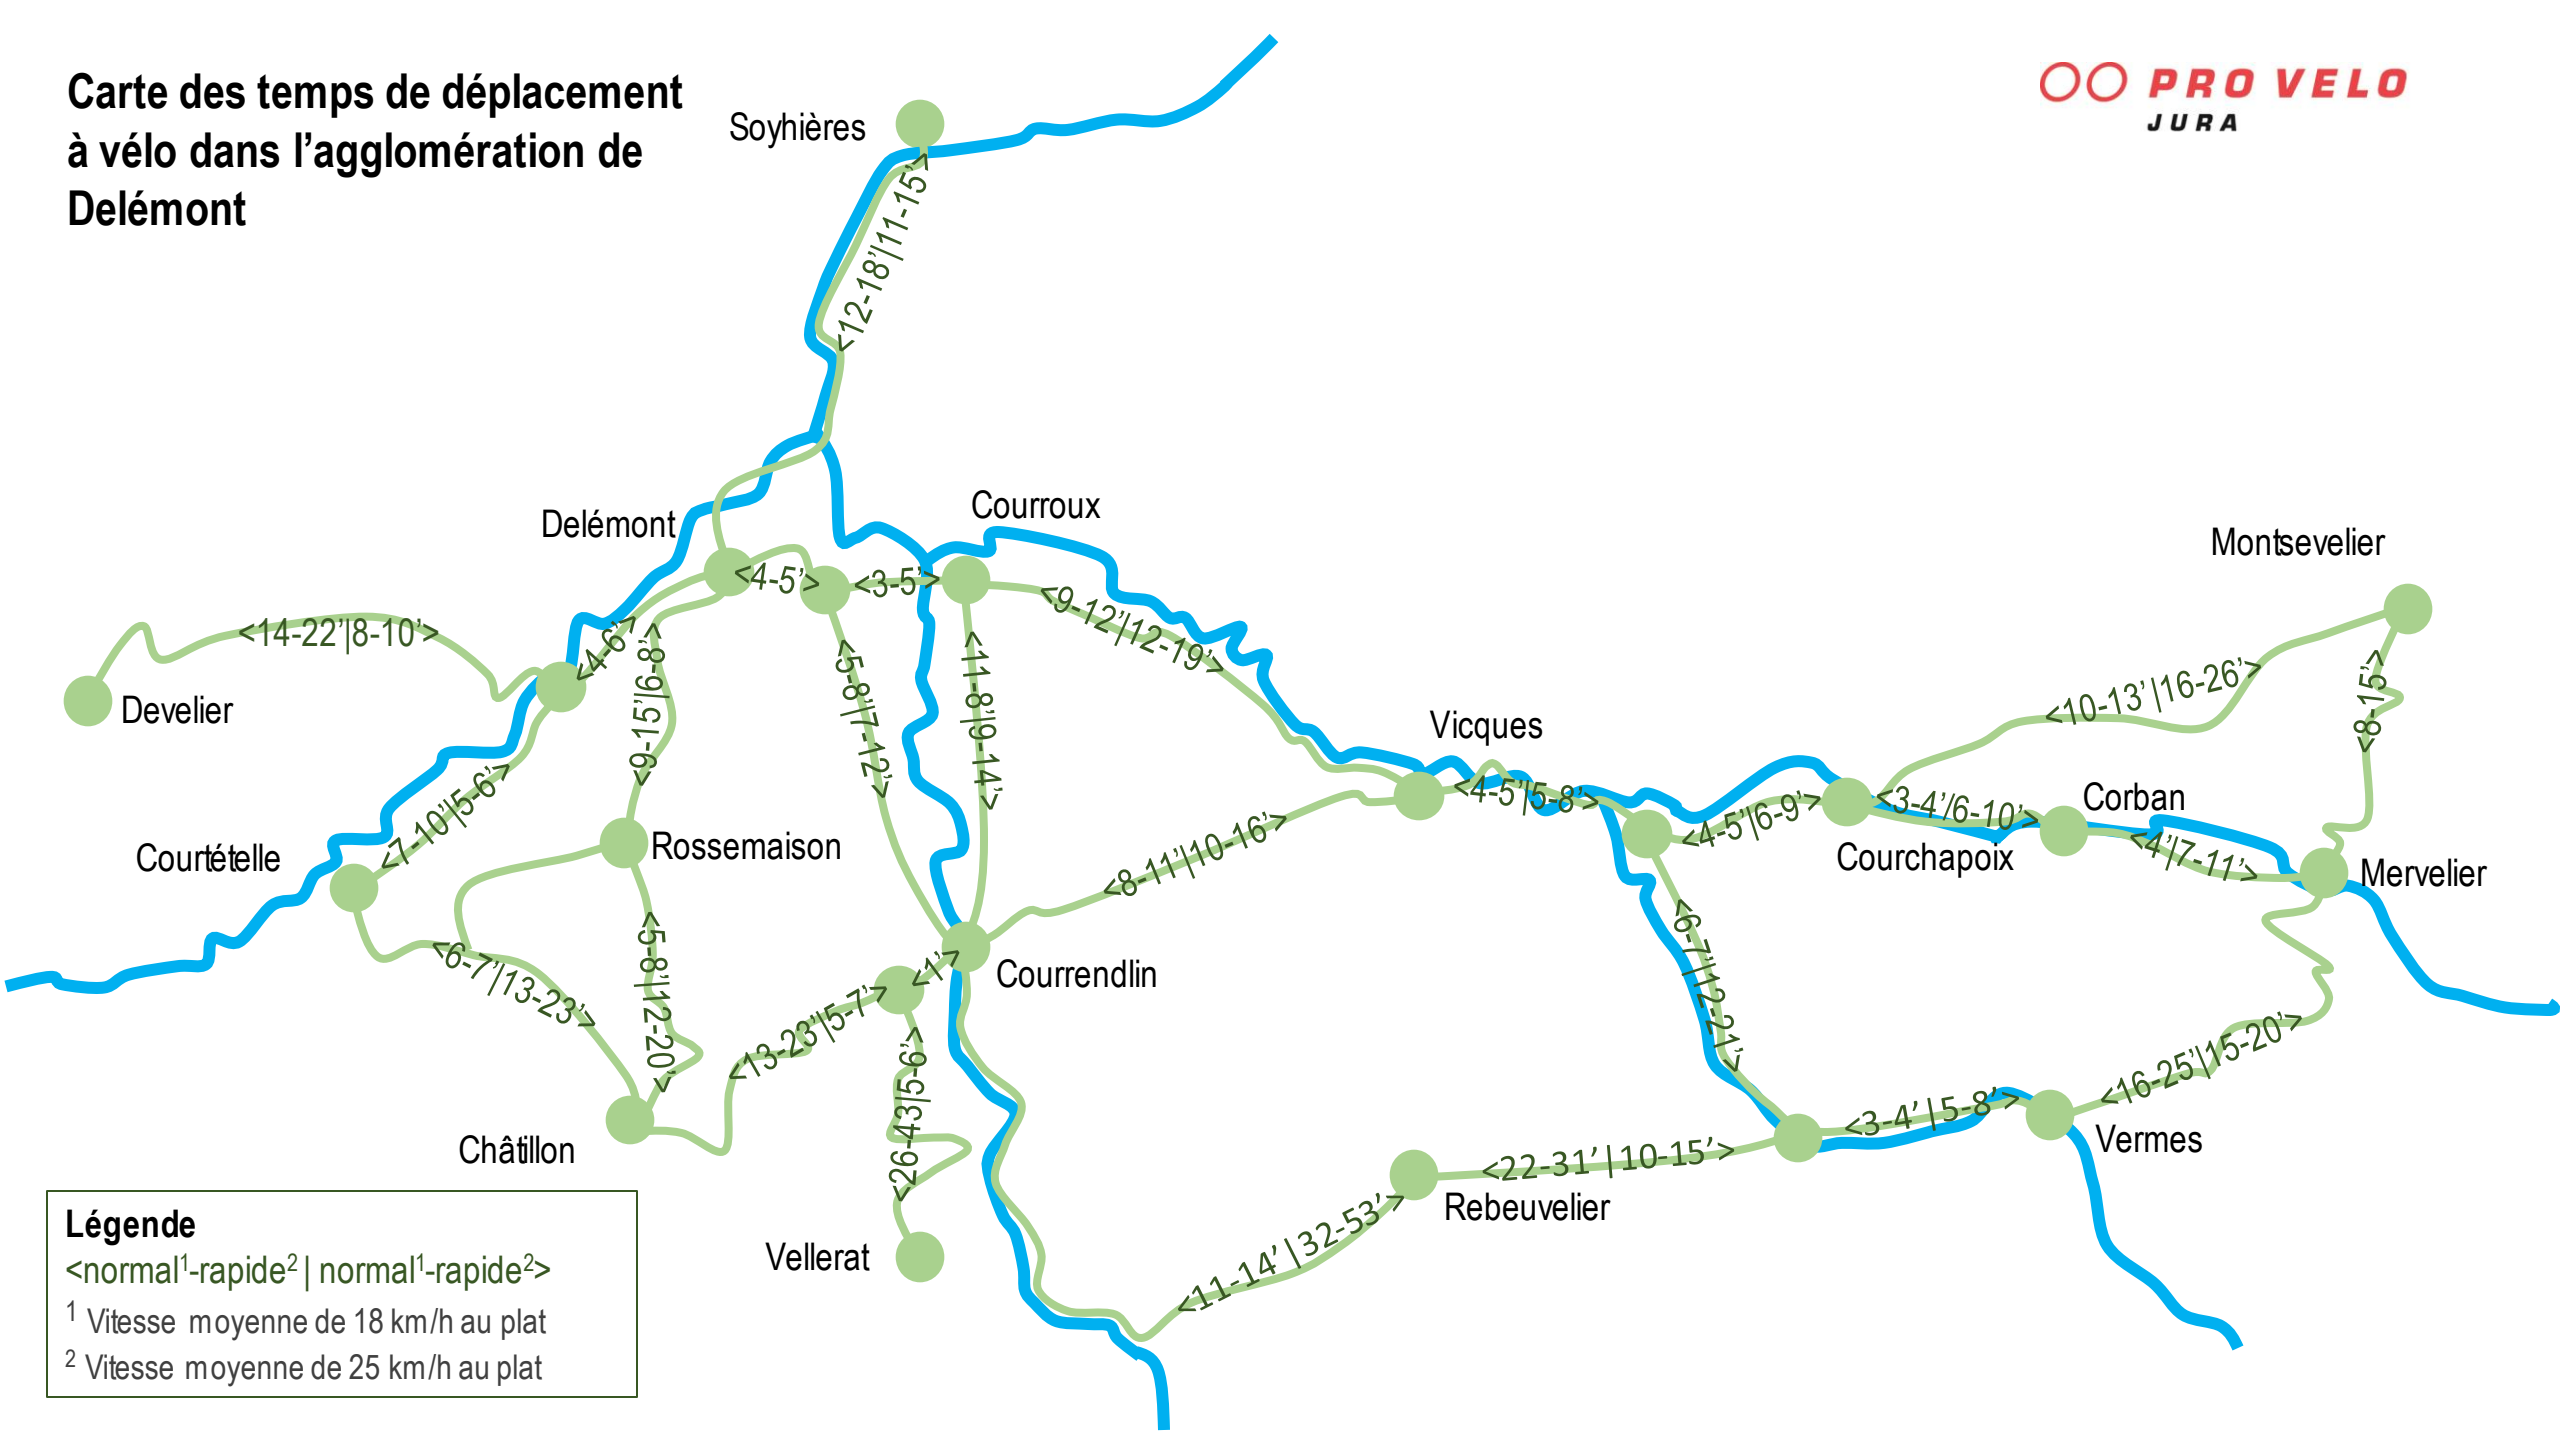 Carte des temps de déplacement
à vélo dans l’agglomération de
Delémont
PRO VELO
JURA
Soyhières
<12-18’|11-15’>
Delémont
Courroux
Montsevelier
<4-5’>
<3-5’>
<14-22’|8-10’>
<4-6’>
<9-15’|6-8’>
<5-8’|7-12’>
<11-8’|9-14’>
<9-12’|12-19’>
<10-13’|16-26’>
<8-15’>
Develier
Vicques
<7-10’|5-6’>
<4-5’|5-8’>
<4-5’|6-9’>
<3-4’/6-10’>
Corban
Courtételle
Rossemaison
<8-11’|10-16’>
Courchapoix
<4’|7-11’>
Mervelier
<6-7’|13-23’>
<5-8’|12-20’>
<1’>
Courrendlin
<6-7’|12-21’>
<13-23’|5-7’>
<26-43|5-6’>
<16-25’|15-20’>
<3-4’|5-8’>
Châtillon
Vermes
<22-31’|10-15’>
Rebeuvelier
<11-14’|32-53’>
Vellerat
Légende
<normal¹-rapide² | normal¹-rapide²>
¹ Vitesse moyenne de 18 km/h au plat
² Vitesse moyenne de 25 km/h au plat